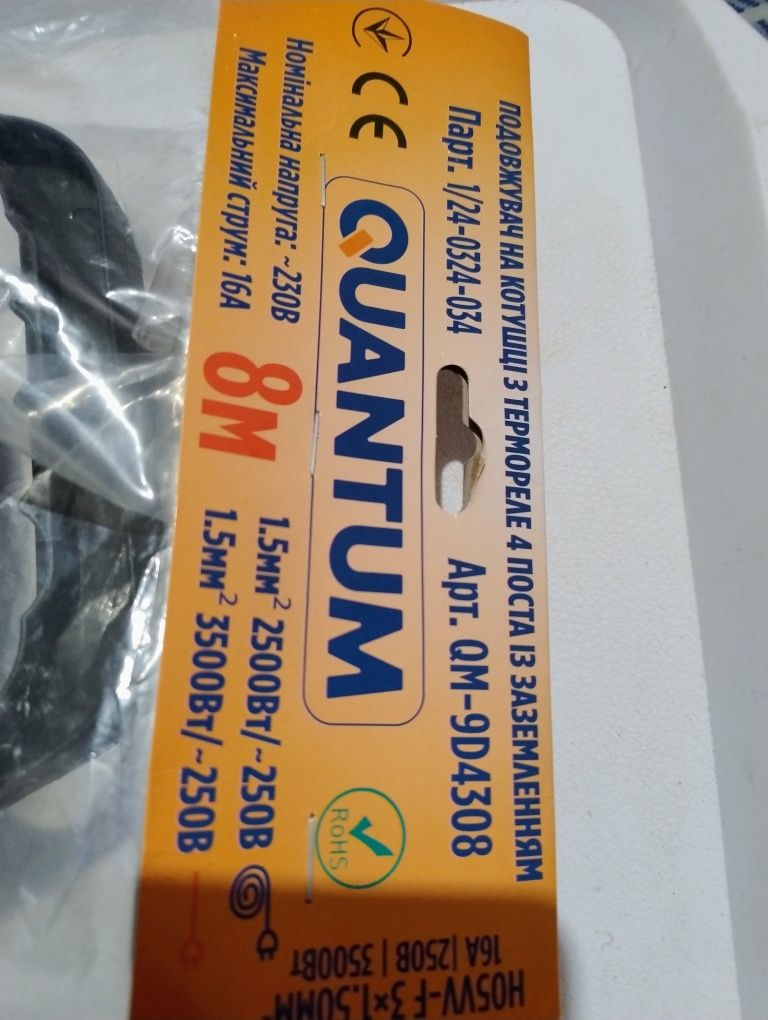 ПОДОВЖУВАЧ НА КОТУШЦІ З ТЕРМОРЕЛЕ 4 ПОСТА ІЗ ЗАЗЕМЛЕННЯМ
Парт. 1/24-0324-034
Арт. QM-9D4308
CE
QUANTUM
RoHS
Номінальна напруга: ~230В
Максимальний струм: 16А
8М
1.5мм² 2500Вт/~250В
1.5мм² 3500Вт/~250В
H05VV-F 3×1.50мм²
16А | 250В | 3500Вт